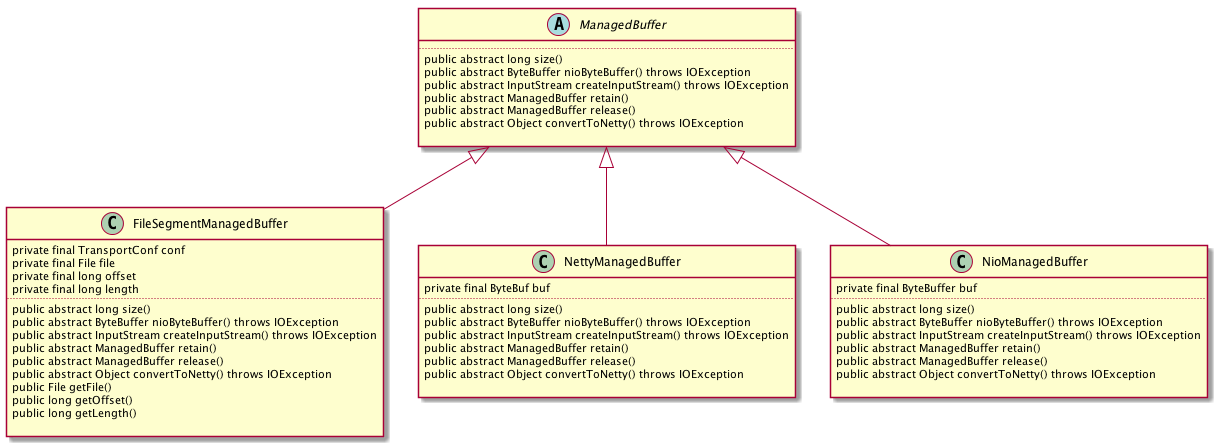 A ManagedBuffer
public abstract long size()
public abstract ByteBuffer nioByteBuffer() throws IOException
public abstract InputStream createInputStream() throws IOException
public abstract ManagedBuffer retain()
public abstract ManagedBuffer release()
public abstract Object convertToNetty() throws IOException
C FileSegmentManagedBuffer
private final TransportConf conf
private final File file
private final long offset
private final long length
public abstract long size()
public abstract ByteBuffer nioByteBuffer() throws IOException
public abstract InputStream createInputStream() throws IOException
public abstract ManagedBuffer retain()
public abstract ManagedBuffer release()
public abstract Object convertToNetty() throws IOException
public File getFile()
public long getOffset()
public long getLength()
C NettyManagedBuffer
private final ByteBuf buf
public abstract long size()
public abstract ByteBuffer nioByteBuffer() throws IOException
public abstract InputStream createInputStream() throws IOException
public abstract ManagedBuffer retain()
public abstract ManagedBuffer release()
public abstract Object convertToNetty() throws IOException
C NioManagedBuffer
private final ByteBuffer buf
public abstract long size()
public abstract ByteBuffer nioByteBuffer() throws IOException
public abstract InputStream createInputStream() throws IOException
public abstract ManagedBuffer retain()
public abstract ManagedBuffer release()
public abstract Object convertToNetty() throws IOException